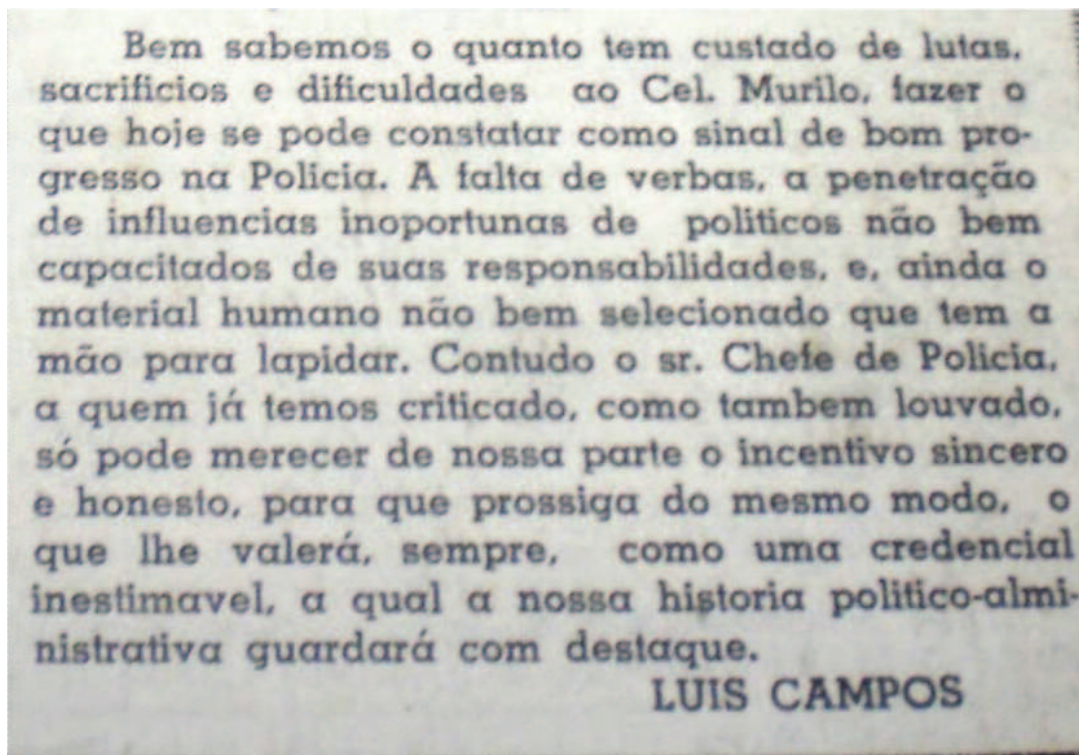 Bem sabemos o quanto tem custado de lutas,
sacrificios e dificuldades ao Cel. Murilo, fazer o
que hoje se pode constatar como sinal de bom pro-
gresso na Policia. A falta de verbas, a penetração
de influencias inoportunas de politicos não bem
capacitados de suas responsabilidades, e, ainda o
material humano não bem selecionado que tem a
mão para lapidar. Contudo o sr. Chefe de Policia,
a quem já temos criticado, como tambem louvado,
só pode merecer de nossa parte o incentivo sincero
e honesto, para que prossiga do mesmo modo, o
que lhe valerá, sempre, como uma credencial
inestimavel, a qual a nossa historia politico-almi-
nistrativa guardará com destaque.
LUIS CAMPOS